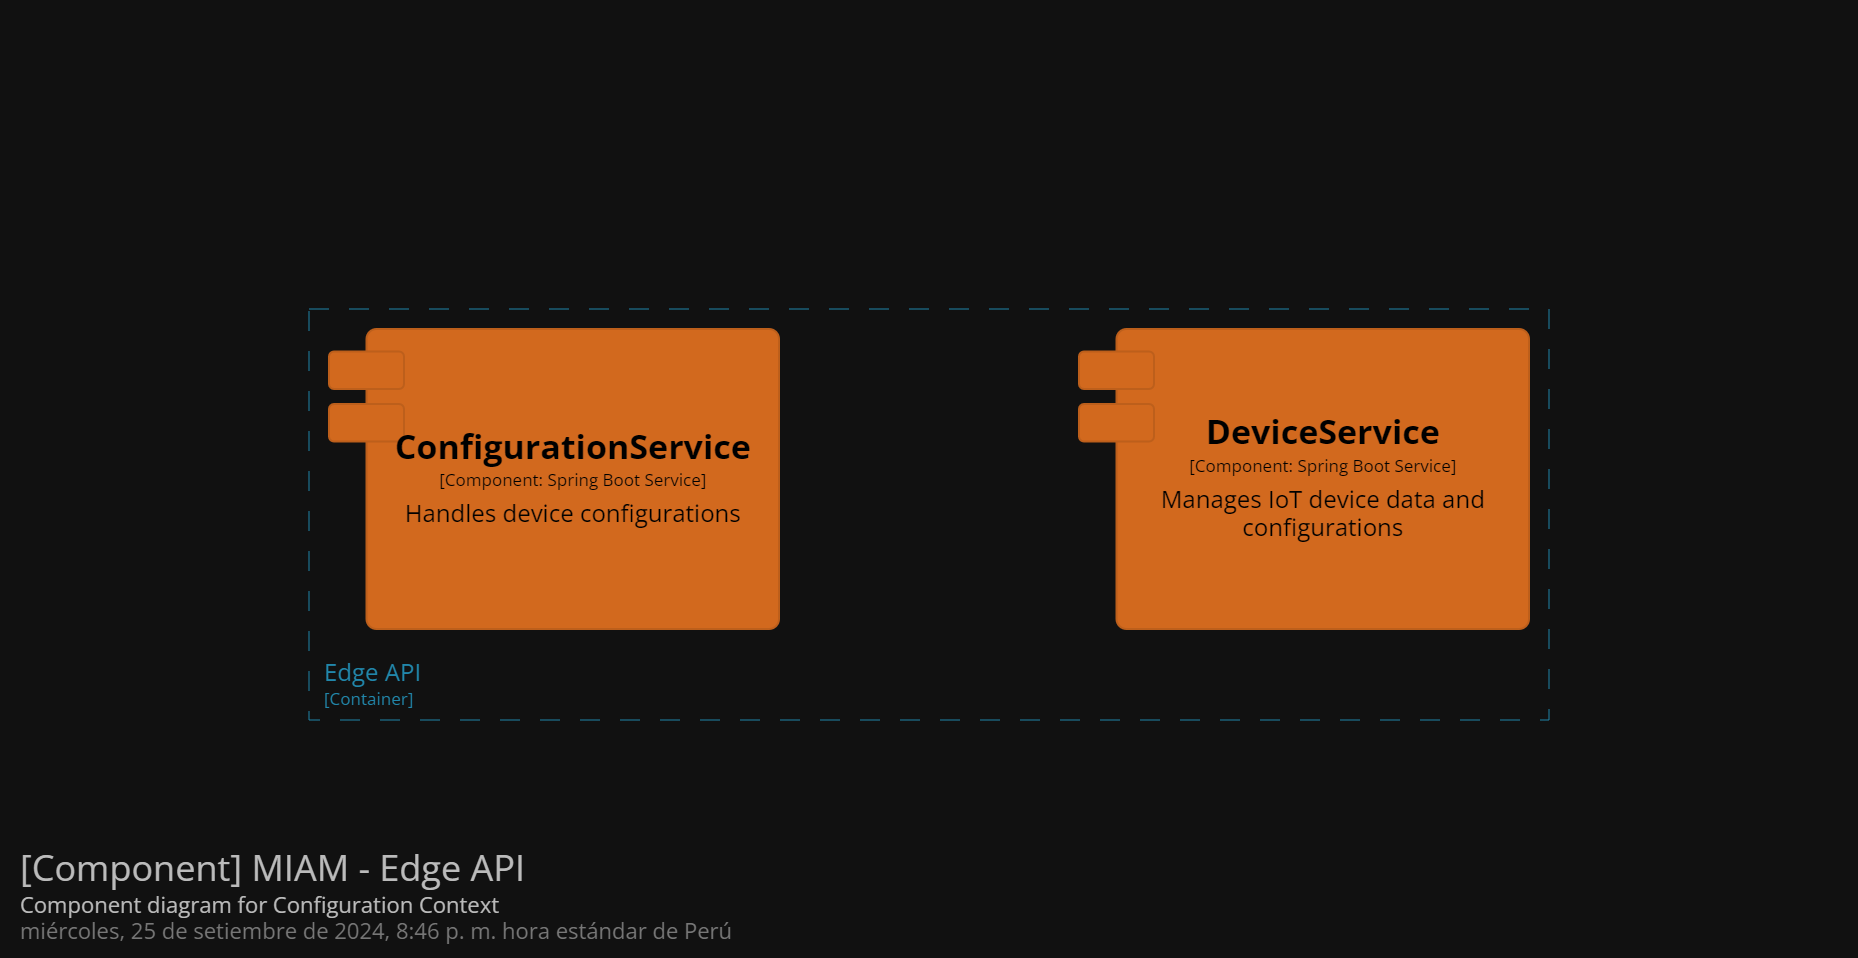 ConfigurationService
[Component: Spring Boot Service]
Handles device configurations
DeviceService
[Component: Spring Boot Service]
Manages IoT device data and
configurations
Edge API
[Container]
[Component] MIAM - Edge API
Component diagram for Configuration Context
miércoles, 25 de setiembre de 2024, 8:46 p. m. hora estándar de Perú